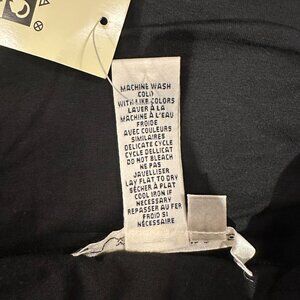 MACHINE WASH
COLD
WITH LIKE COLORS
LAVER À LA
MACHINE À L'EAU
FROIDE
AVEC COULEURS
SIMILAIRES
DELICATE CYCLE
CYCLE DELLICAT
DO NOT BLEACH
NE PAS
JAVELLISER
LAY FLAT TO DRY
SÉCHER À PLAT
COOL IRON IF
NECESSARY
REPASSER AU FER
FROID SI
NÉCESSAIRE